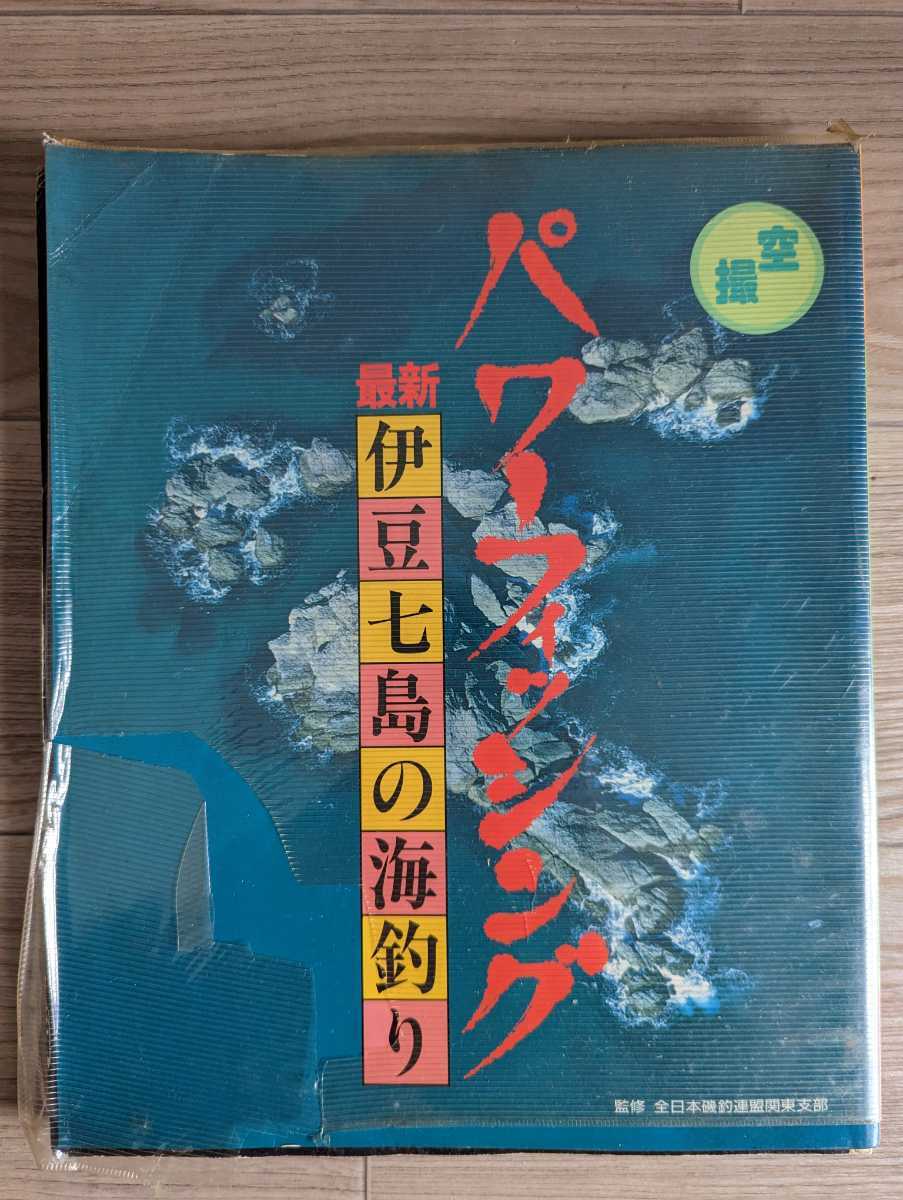 空撮
パワーフィッシング
最新
伊豆七島の海釣り
監修 全日本磯釣連盟関東支部